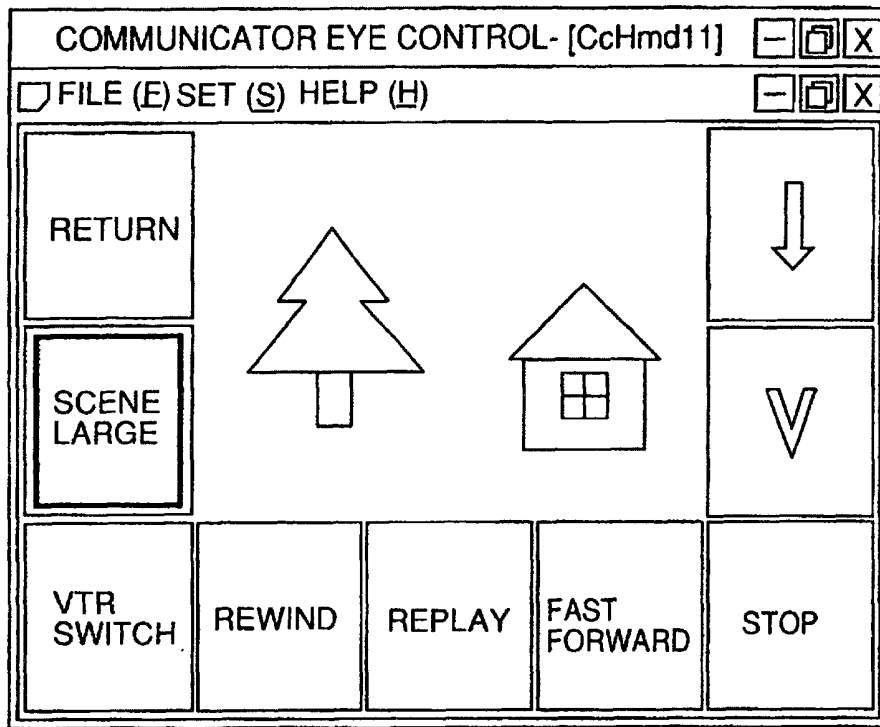 COMMUNICATOR EYE CONTROL- [CcHmd11]
FILE (F) SET (S) HELP (H)
RETURN
SCENE
LARGE
V
VTR
SWITCH
REWIND
REPLAY
FAST
FORWARD
STOP